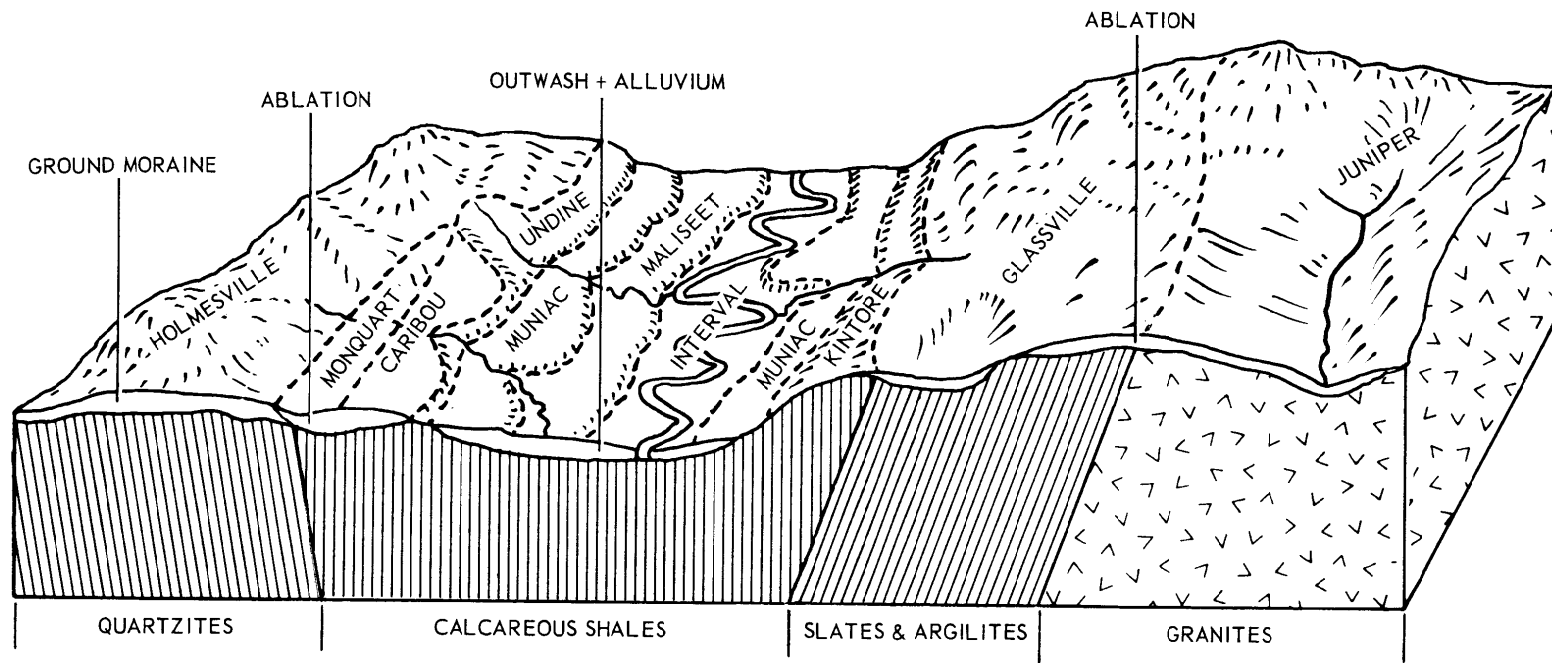 ABLATION
OUTWASH + ALLUVIUM
ABLATION
GROUND MORAINE
HOLMESVILLE
MONQUART
CARIBOU
UNDINE
MUNIAC
MALISEET
INTERVAL
MUNIAC
KINTORE
GLASSVILLE
JUNIPER
QUARTZITES
CALCAREOUS SHALES
SLATES & ARGILITES
GRANITES